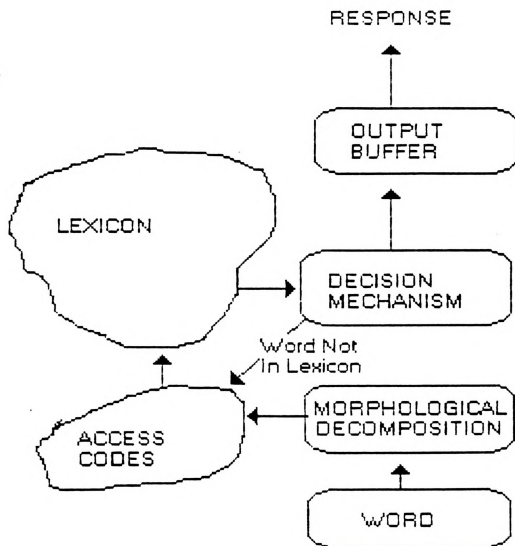 RESPONSE
OUTPUT
BUFFER
LEXICON
DECISION
MECHANISM
Word Not
In Lexicon
MORPHOLOGICAL
DECOMPOSITION
ACCESS
CODES
WORD